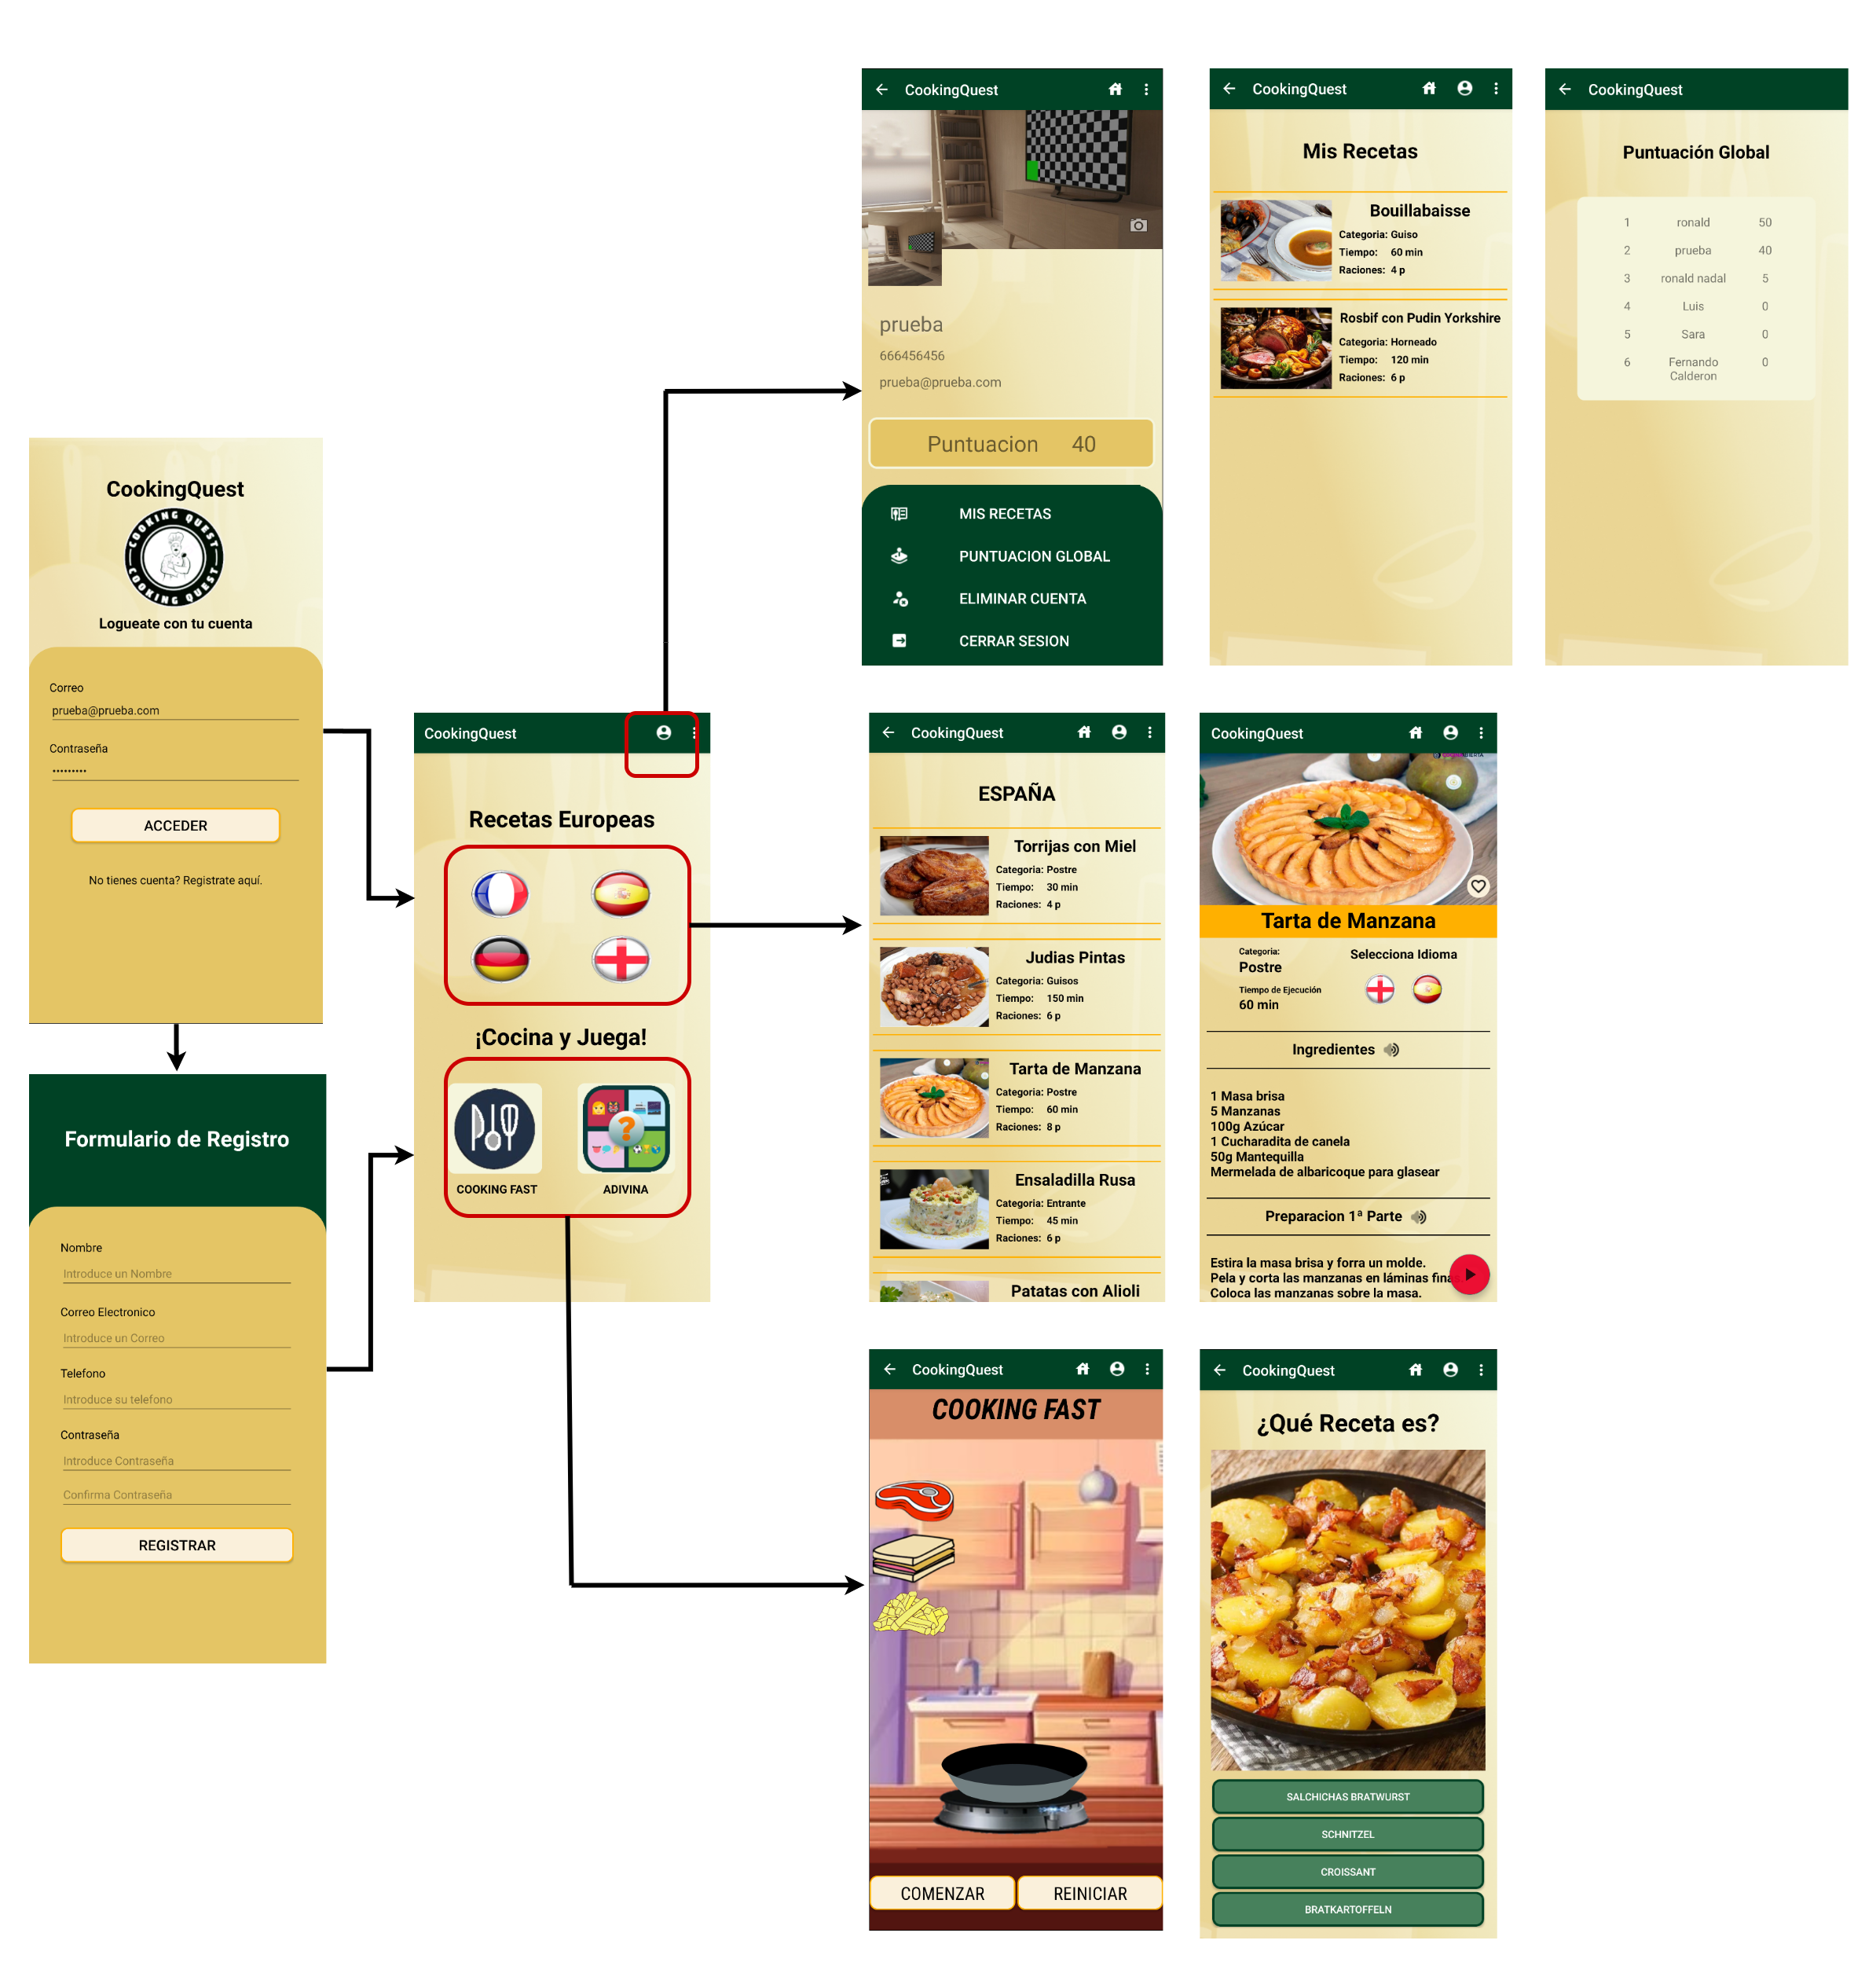 CookingQuest
COOKING QUEST
COOKING QUEST
Logueate con tu cuenta
Correo
prueba@prueba.com
Contraseña
•••••••••
ACCEDER
No tienes cuenta? Registrate aquí.
Formulario de Registro
Nombre
Introduce un Nombre
Correo Electronico
Introduce un Correo
Telefono
Introduce su telefono
Contraseña
Introduce Contraseña
Confirma Contraseña
REGISTRAR
CookingQuest
Recetas Europeas
¡Cocina y Juega!
?
COOKING FAST
ADIVINA
CookingQuest
prueba
666456456
prueba@prueba.com
Puntuacion 40
MIS RECETAS
PUNTUACION GLOBAL
ELIMINAR CUENTA
CERRAR SESION
CookingQuest
Mis Recetas
Bouillabaisse
Categoria: Guiso
Tiempo: 60 min
Raciones: 4 p
Rosbif con Pudin Yorkshire
Categoria: Horneado
Tiempo: 120 min
Raciones: 6 p
CookingQuest
Puntuación Global
1 ronald 50
2 prueba 40
3 ronald nadal 5
4 Luis 0
5 Sara 0
6 Fernando Calderon 0
CookingQuest
ESPAÑA
Torrijas con Miel
Categoria: Postre
Tiempo: 30 min
Raciones: 4 p
Judias Pintas
Categoria: Guisos
Tiempo: 150 min
Raciones: 6 p
Tarta de Manzana
Categoria: Postre
Tiempo: 60 min
Raciones: 8 p
Ensaladilla Rusa
Categoria: Entrante
Tiempo: 45 min
Raciones: 6 p
Patatas con Alioli
CookingQuest
Tarta de Manzana
Categoria:
Postre
Selecciona Idioma
Tiempo de Ejecución
60 min
Ingredientes
1 Masa brisa
5 Manzanas
100g Azúcar
1 Cucharadita de canela
50g Mantequilla
Mermelada de albaricoque para glasear
Preparacion 1ª Parte
Estira la masa brisa y forra un molde.
Pela y corta las manzanas en láminas
Coloca las manzanas sobre la masa.
CookingQuest
COOKING FAST
COMENZAR
REINICIAR
CookingQuest
¿Qué Receta es?
SALCHICHAS BRATWURST
SCHNITZEL
CROISSANT
BRATKARTOFFELN